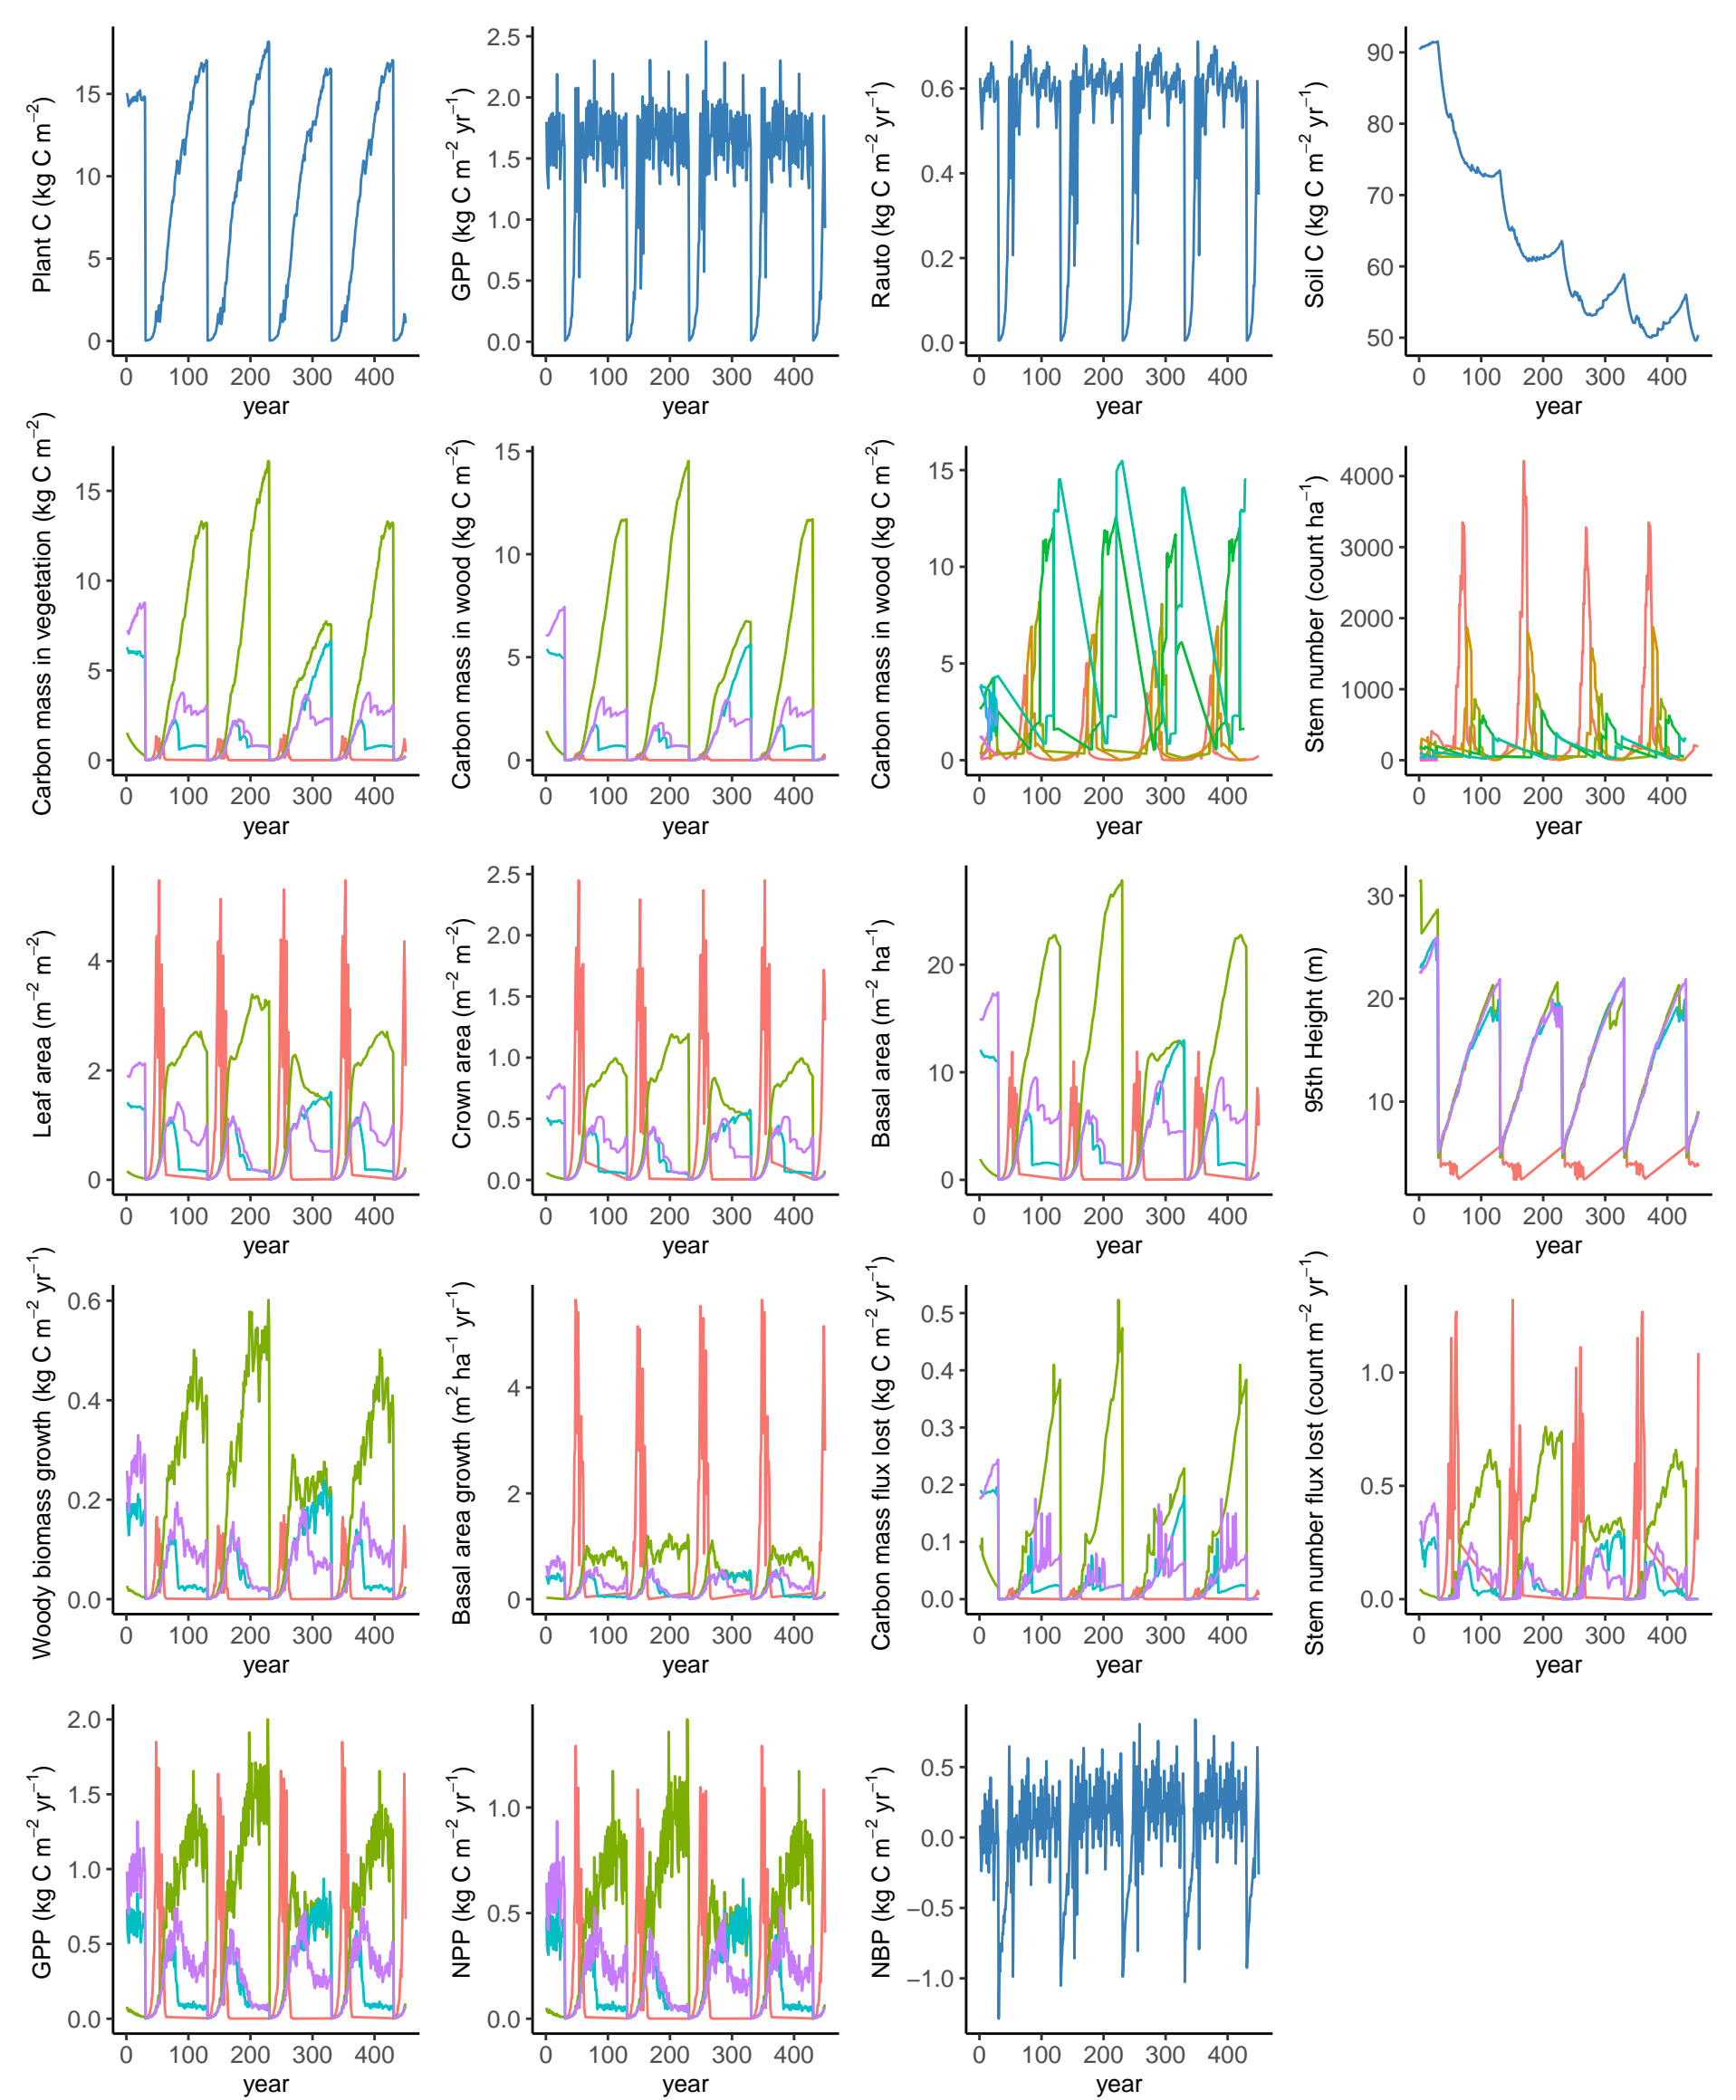 Plant C (kg C m−2)
15
10
5
0
0 100 200 300 400
year
GPP (kg C m−2 yr−1)
2.5
2.0
1.5
1.0
0.5
0.0
0 100 200 300 400
year
Rauto (kg C m−2 yr−1)
0.6
0.4
0.2
0.0
0 100 200 300 400
year
Soil C (kg C m−2 yr−1)
90
80
70
60
50
0 100 200 300 400
year
Carbon mass in vegetation (kg C m−2)
15
10
5
0
0 100 200 300 400
year
Carbon mass in wood (kg C m−2)
15
10
5
0
0 100 200 300 400
year
Carbon mass in wood (kg C m−2)
15
10
5
0
0 100 200 300 400
year
Stem number (count ha−1)
4000
3000
2000
1000
0
0 100 200 300 400
year
Leaf area (m−2 m−2)
4
2
0
0 100 200 300 400
year
Crown area (m−2 m−2)
2.5
2.0
1.5
1.0
0.5
0.0
0 100 200 300 400
year
Basal area (m−2 ha−1)
20
10
0
0 100 200 300 400
year
95th Height (m)
30
20
10
0 100 200 300 400
year
Woody biomass growth (kg C m−2 yr−1)
0.6
0.4
0.2
0.0
0 100 200 300 400
year
Basal area growth (m2 ha−1 yr−1)
4
2
0
0 100 200 300 400
year
Carbon mass flux lost (kg C m−2 yr−1)
0.5
0.4
0.3
0.2
0.1
0.0
0 100 200 300 400
year
Stem number flux lost (count m−2 yr−1)
1.0
0.5
0.0
0 100 200 300 400
year
GPP (kg C m−2 yr−1)
2.0
1.5
1.0
0.5
0.0
0 100 200 300 400
year
NPP (kg C m−2 yr−1)
1.0
0.5
0.0
0 100 200 300 400
year
NBP (kg C m−2 yr−1)
0.5
0.0
−0.5
−1.0
0 100 200 300 400
year